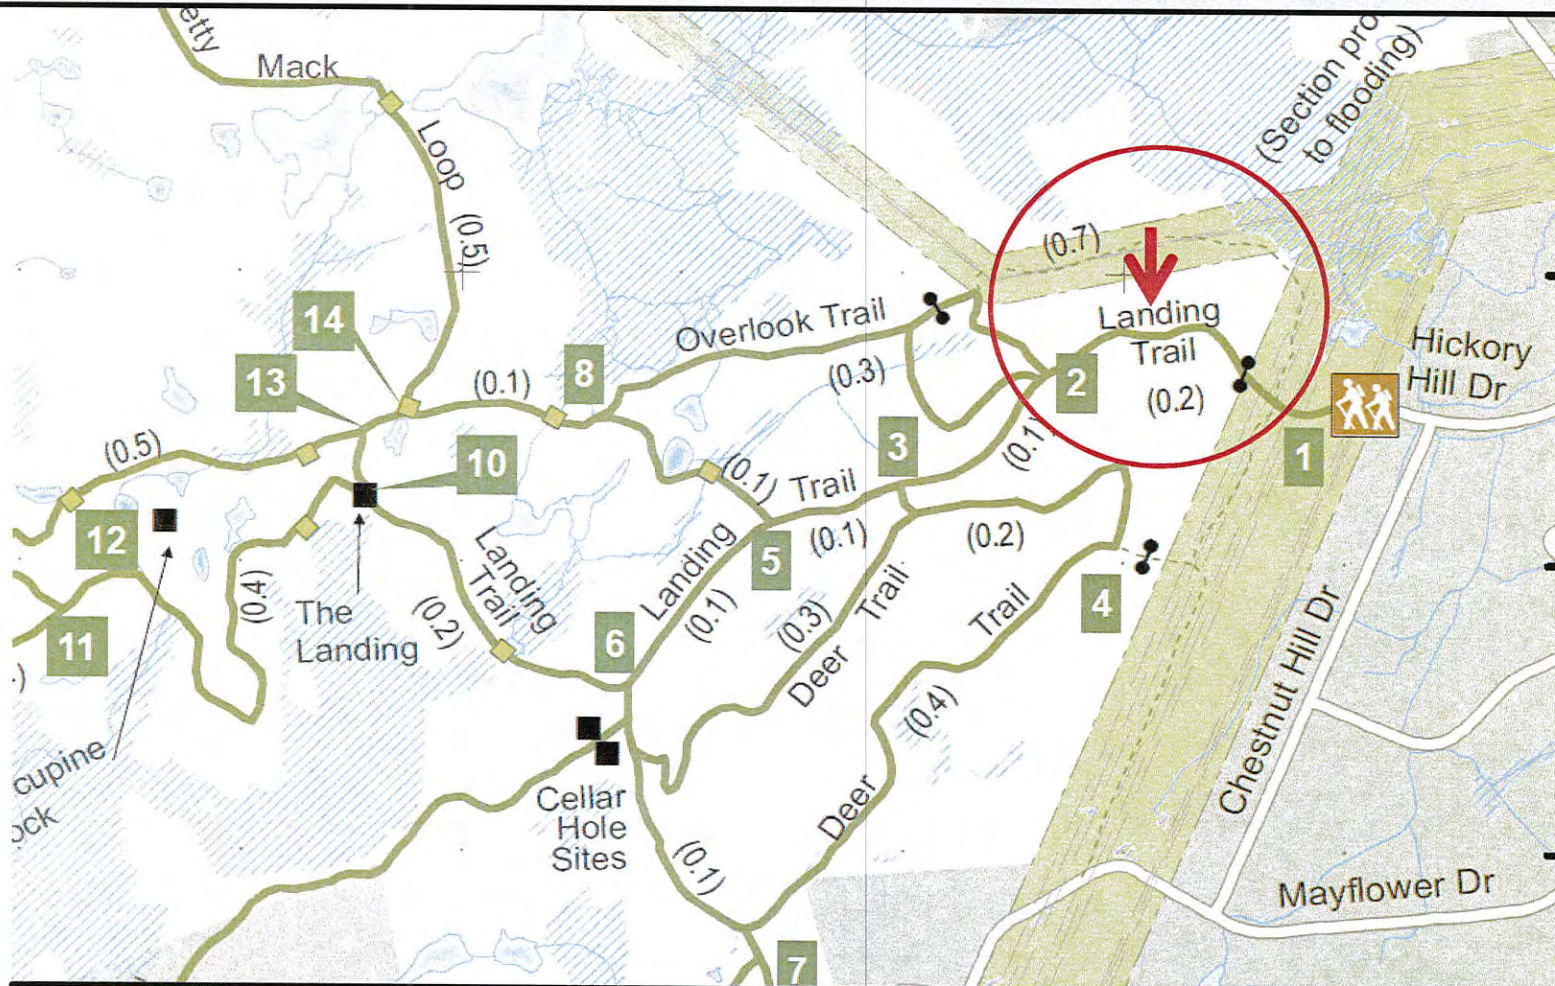 etty
Mack
Loop
(0.5)
(Section pro
to flooding)
(0.7)
Landing
Trail
(0.2)
Hickory
Hill Dr
Overlook Trail
(0.3)
14
13
(0.1)
8
2
1
3
(0.1)
(0.5)
10
(0.1)
Trail
(0.1)
5
(0.2)
12
(0.4)
The
Landing
Landing
Trail
(0.2)
Landing
(0.1)
6
Deer Trail
(0.3)
4
Deer Trail
(0.4)
11
.)
cupine
ock
Cellar
Hole
Sites
(0.1)
7
Chestnut Hill Dr
Mayflower Dr